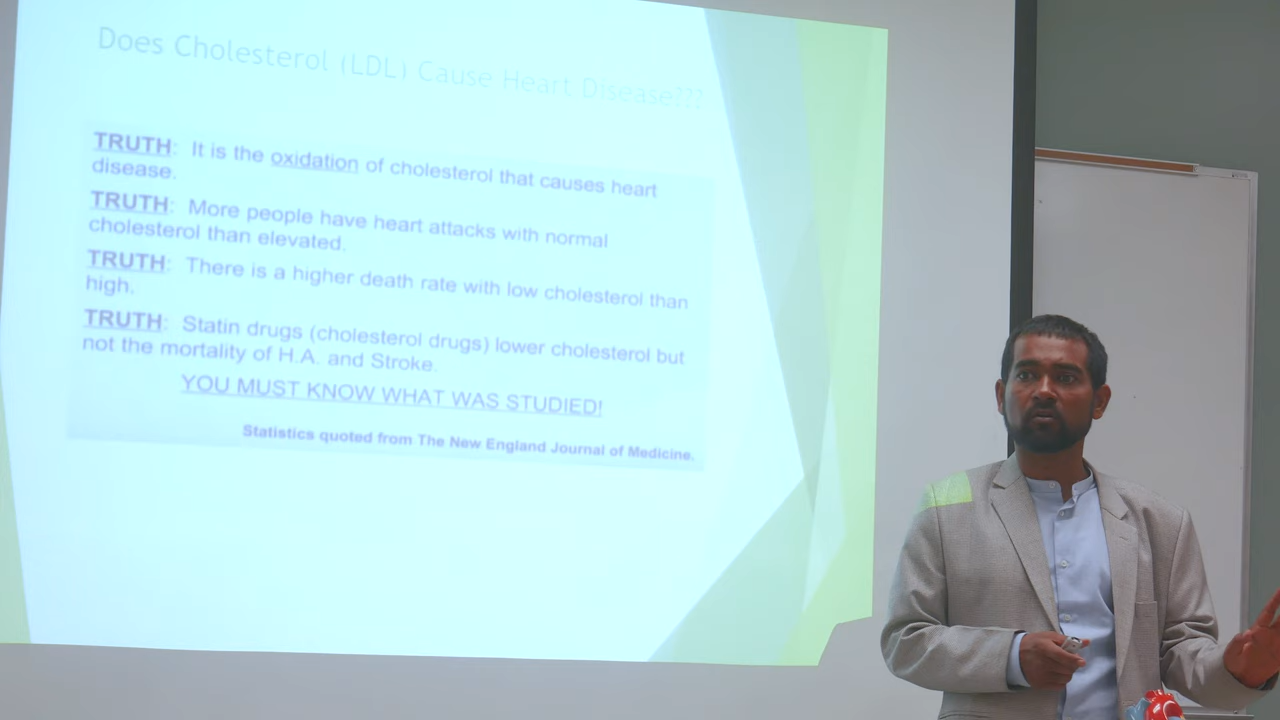 Does Cholesterol (LDL) Cause Heart Disease???
TRUTH: It is the oxidation of cholesterol that causes heart
disease.
TRUTH: More people have heart attacks with normal
cholesterol than elevated.
TRUTH: There is a higher death rate with low cholesterol than
high.
TRUTH: Statin drugs (cholesterol drugs) lower cholesterol but
not the mortality of H.A. and Stroke.
YOU MUST KNOW WHAT WAS STUDIED!
Statistics quoted from The New England Journal of Medicine.